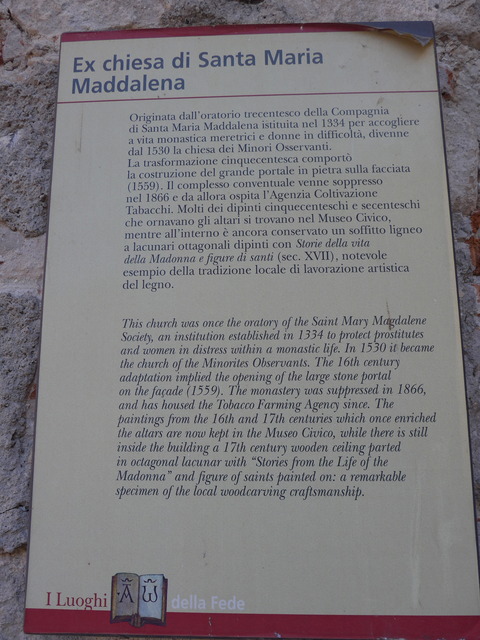 Ex chiesa di Santa Maria
Maddalena
Originata dall'oratorio trecentesco della Compagnia
di Santa Maria Maddalena istituita nel 1334 per accogliere
a vita monastica meretrici e donne in difficoltà, divenne
dal 1530 la chiesa dei Minori Osservanti.
La trasformazione cinquecentesca comportò
la costruzione del grande portale in pietra sulla facciata
(1559). Il complesso conventuale venne soppresso
nel 1866 e da allora ospita l'Agenzia Coltivazione
Tabacchi. Molti dei dipinti cinquecenteschi e secenteschi
che ornavano gli altari si trovano nel Museo Civico,
mentre all'interno è ancora conservato un soffitto ligneo
a lacunari ottagonali dipinti con Storie della vita
della Madonna e figure di santi (sec. XVII), notevole
esempio della tradizione locale di lavorazione artistica
del legno.
This church was once the oratory of the Saint Mary Magdalene
Society, an institution established in 1334 to protect prostitutes
and women in distress within a monastic life. In 1530 it became
the church of the Minorites Observants. The 16th century
adaptation implied the opening of the large stone portal
on the façade (1559). The monastery was suppressed in 1866,
and has housed the Tobacco Farming Agency since. The
paintings from the 16th and 17th centuries which once enriched
the altars are now kept in the Museo Civico, while there is still
inside the building a 17th century wooden ceiling parted
in octagonal lacunar with "Stories from the Life of the
Madonna" and figure of saints painted on: a remarkable
specimen of the local woodcarving craftsmanship.
I Luoghi A ω della Fede